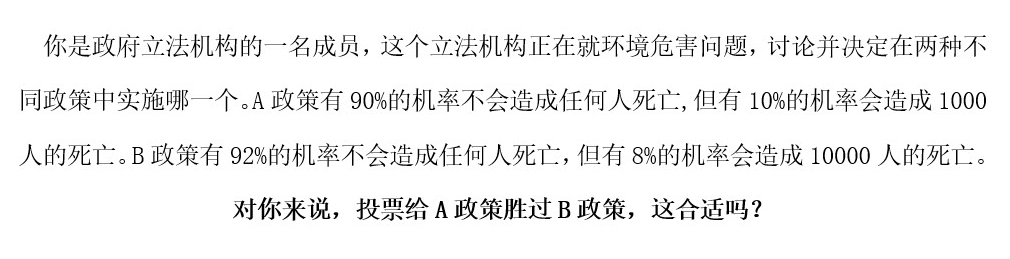 你是政府立法机构的一名成员，这个立法机构正在就环境危害问题，讨论并决定在两种不
同政策中实施哪一个。A 政策有 90%的机率不会造成任何人死亡,但有 10%的机率会造成 1000
人的死亡。B 政策有 92%的机率不会造成任何人死亡，但有 8%的机率会造成 10000 人的死亡。
对你来说，投票给 A 政策胜过 B 政策，这合适吗？